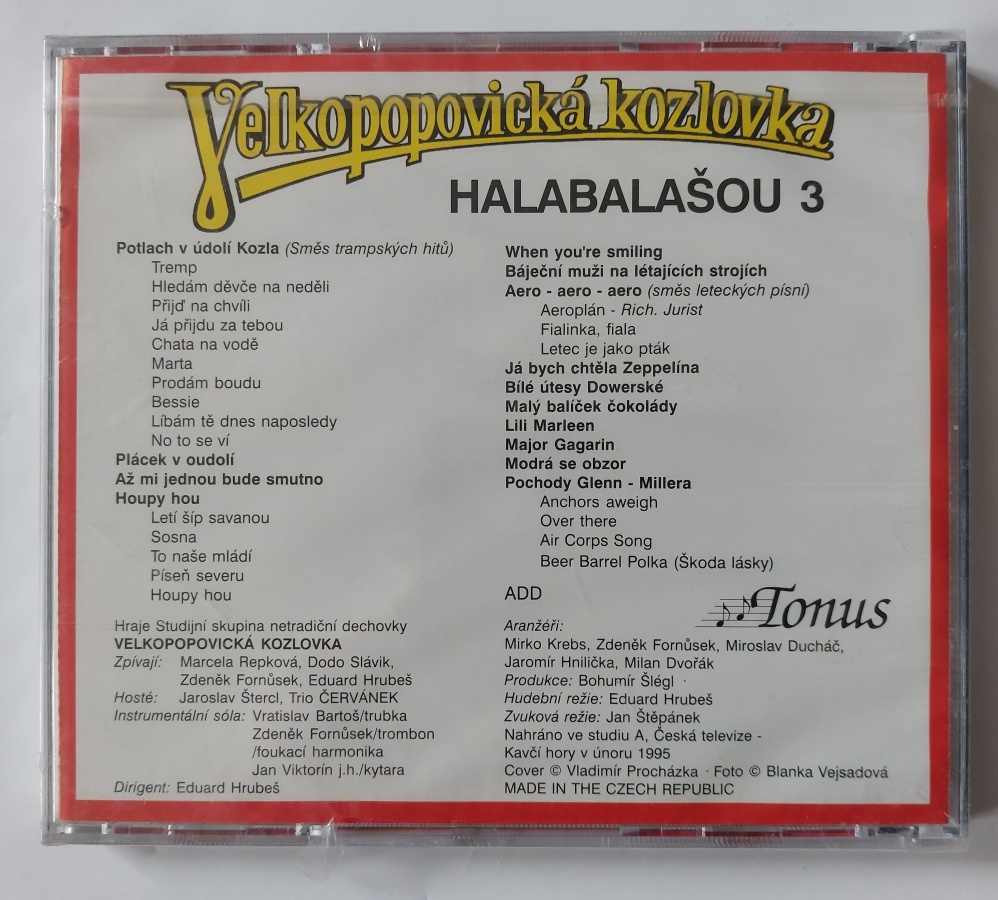 Velkopopovická kozlovka
HALABALAŠOU 3
Potlach v údolí Kozla (Směs trampských hitů)
Tremp
Hledám děvče na neděli
Přijď na chvíli
Já přijdu za tebou
Chata na vodě
Marta
Prodám boudu
Bessie
Líbám tě dnes naposledy
No to se ví
Plácek v oudolí
Až mi jednou bude smutno
Houpy hou
Letí šíp savanou
Sosna
To naše mládí
Píseň severu
Houpy hou
Hraje Studijní skupina netradiční dechovky
VELKOPOPOVICKÁ KOZLOVKA
Zpívají: Marcela Repková, Dodo Slávik,
Zdeněk Fornůsek, Eduard Hrubeš
Hosté: Jaroslav Štercl, Trio ČERVÁNEK
Instrumentální sóla: Vratislav Bartoš/trubka
Zdeněk Fornůsek/trombon
/foukací harmonika
Jan Viktorín j.h./kytara
Dirigent: Eduard Hrubeš
When you're smiling
Báječní muži na létajících strojích
Aero - aero - aero (směs leteckých písní)
Aeroplán - Rich. Jurist
Fialinka, fiala
Letec je jako pták
Já bych chtěla Zeppelína
Bílé útesy Dowerské
Malý balíček čokolády
Lili Marleen
Major Gagarin
Modrá se obzor
Pochody Glenn - Millera
Anchors aweigh
Over there
Air Corps Song
Beer Barrel Polka (Škoda lásky)
ADD
Tonus
Aranžéři:
Mirko Krebs, Zdeněk Fornůsek, Miroslav Ducháč,
Jaromír Hnilička, Milan Dvořák
Produkce: Bohumír Šlégl
Hudební režie: Eduard Hrubeš
Zvuková režie: Jan Štěpánek
Nahráno ve studiu A, Česká televize -
Kavčí hory v únoru 1995
Cover © Vladimír Procházka · Foto © Blanka Vejsadová
MADE IN THE CZECH REPUBLIC